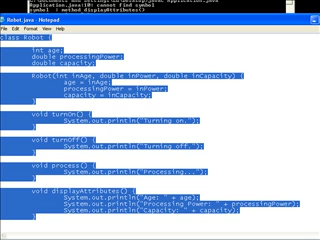 Application.java:10: cannot find symbol
symbol  : method displayAttributes()
Robot.java - Notepad
File Edit Format View Help
class Robot {
int age;
double processingPower;
double capacity;
Robot(int inAge, double inPower, double inCapacity) {
age = inAge;
processingPower = inPower;
capacity = inCapacity;
}
void turnOn() {
System.out.println("Turning on.");
}
void turnOff() {
System.out.println("Turning off.");
}
void process() {
System.out.println("Processing...");
}
void displayAttributes() {
System.out.println("Age: " + age);
System.out.println("Processing Power: " + processingPower);
System.out.println("Capacity: " + capacity);
}